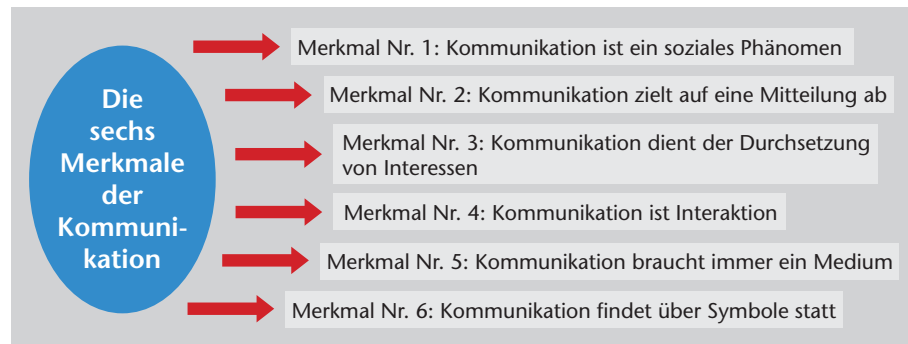 Die
sechs
Merkmale
der
Kommuni-
kation
Merkmal Nr. 1: Kommunikation ist ein soziales Phänomen
Merkmal Nr. 2: Kommunikation zielt auf eine Mitteilung ab
Merkmal Nr. 3: Kommunikation dient der Durchsetzung
von Interessen
Merkmal Nr. 4: Kommunikation ist Interaktion
Merkmal Nr. 5: Kommunikation braucht immer ein Medium
Merkmal Nr. 6: Kommunikation findet über Symbole statt